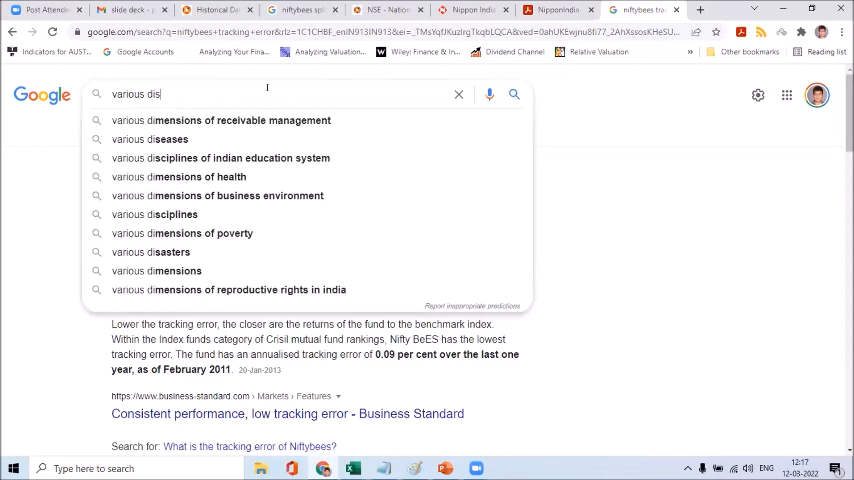 Post Attende
slide deck - p
Historical Dat
niftybees spli
NSE - Nation
Nippon India
NipponIndia-
niftybees trac
google.com/search?q=niftybees+tracking+error&rlz=1C1CHBF_enIN913IN913&ei=_TMsYqfJKuzIrgTkqbLQCA&ved=0ahUKEwjnu8fi77_2AhXssosKHeSU...
Indicators for AUST...
Google Accounts
Analyzing Your Fina...
Analyzing Valuation...
Wiley: Finance & In...
Dividend Channel
Relative Valuation
»
Other bookmarks
Reading list
Google
various dis
various dimensions of receivable management
various diseases
various disciplines of indian education system
various dimensions of health
various dimensions of business environment
various disciplines
various dimensions of poverty
various disasters
various dimensions
various dimensions of reproductive rights in india
Report inappropriate predictions
Lower the tracking error, the closer are the returns of the fund to the benchmark index.
Within the Index funds category of Crisil mutual fund rankings, Nifty BeES has the lowest
tracking error. The fund has an annualised tracking error of 0.09 per cent over the last one
year, as of February 2011. 20-Jan-2013
https://www.business-standard.com › Markets › Features
Consistent performance, low tracking error - Business Standard
Search for: What is the tracking error of Niftybees?
Type here to search
ENG
12:17
12-03-2022